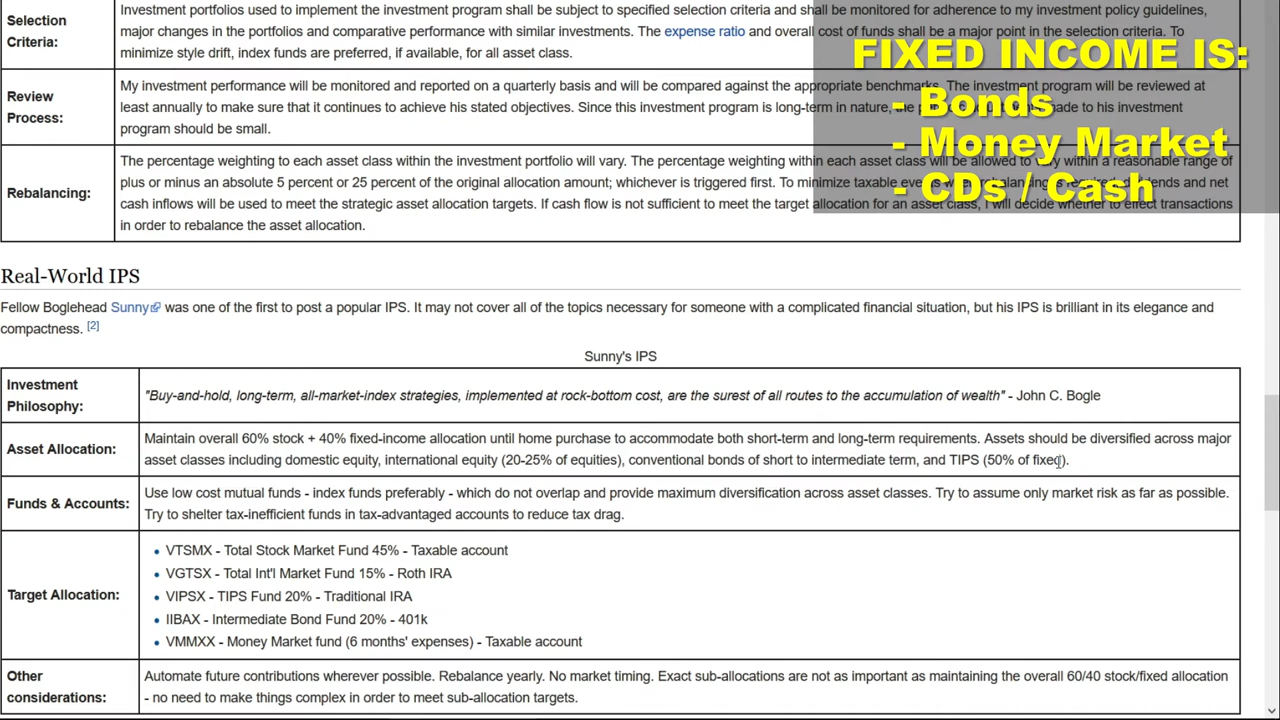 Selection
Criteria:
Investment portfolios used to implement the investment program shall be subject to specified selection criteria and shall be monitored for adherence to my investment policy guidelines,
major changes in the portfolios and comparative performance with similar investments. The expense ratio and overall cost of funds shall be a major point in the selection criteria. To
minimize style drift, index funds are preferred, if available, for all asset class.
FIXED INCOME IS:
- Bonds
- Money Market
- CDs / Cash
Review
Process:
My investment performance will be monitored and reported on a quarterly basis and will be compared against the appropriate benchmarks. The investment program will be reviewed at
least annually to make sure that it continues to achieve his stated objectives. Since this investment program is long-term in nature, the made to his investment
program should be small.
Rebalancing:
The percentage weighting to each asset class within the investment portfolio will vary. The percentage weighting within each asset class will be allowed to vary within a reasonable range of
plus or minus an absolute 5 percent or 25 percent of the original allocation amount; whichever is triggered first. To minimize taxable events when rebalancing is required, dividends and net
cash inflows will be used to meet the strategic asset allocation targets. If cash flow is not sufficient to meet the target allocation for an asset class, I will decide whether to effect transactions
in order to rebalance the asset allocation.
Real-World IPS
Fellow Boglehead Sunny was one of the first to post a popular IPS. It may not cover all of the topics necessary for someone with a complicated financial situation, but his IPS is brilliant in its elegance and
compactness. [2]
Sunny's IPS
Investment
Philosophy:
"Buy-and-hold, long-term, all-market-index strategies, implemented at rock-bottom cost, are the surest of all routes to the accumulation of wealth" - John C. Bogle
Asset Allocation:
Maintain overall 60% stock + 40% fixed-income allocation until home purchase to accommodate both short-term and long-term requirements. Assets should be diversified across major
asset classes including domestic equity, international equity (20-25% of equities), conventional bonds of short to intermediate term, and TIPS (50% of fixed).
Funds & Accounts:
Use low cost mutual funds - index funds preferably - which do not overlap and provide maximum diversification across asset classes. Try to assume only market risk as far as possible.
Try to shelter tax-inefficient funds in tax-advantaged accounts to reduce tax drag.
Target Allocation:
• VTSMX - Total Stock Market Fund 45% - Taxable account
• VGTSX - Total Int'l Market Fund 15% - Roth IRA
• VIPSX - TIPS Fund 20% - Traditional IRA
• IIBAX - Intermediate Bond Fund 20% - 401k
• VMMXX - Money Market fund (6 months' expenses) - Taxable account
Other
considerations:
Automate future contributions wherever possible. Rebalance yearly. No market timing. Exact sub-allocations are not as important as maintaining the overall 60/40 stock/fixed allocation
- no need to make things complex in order to meet sub-allocation targets.